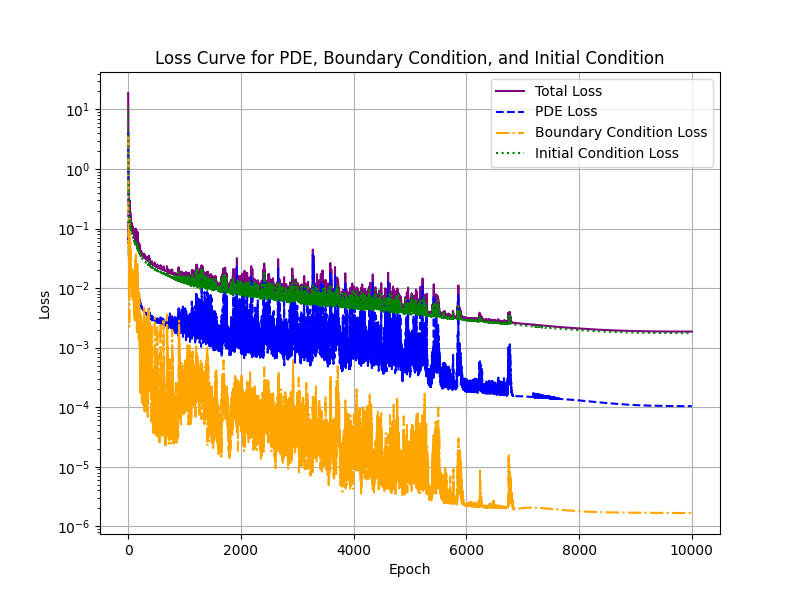 Loss Curve for PDE, Boundary Condition, and Initial Condition
Total Loss
PDE Loss
Boundary Condition Loss
Initial Condition Loss
10¹
10⁰
10⁻¹
10⁻²
10⁻³
10⁻⁴
10⁻⁵
10⁻⁶
Loss
0 2000 4000 6000 8000 10000
Epoch